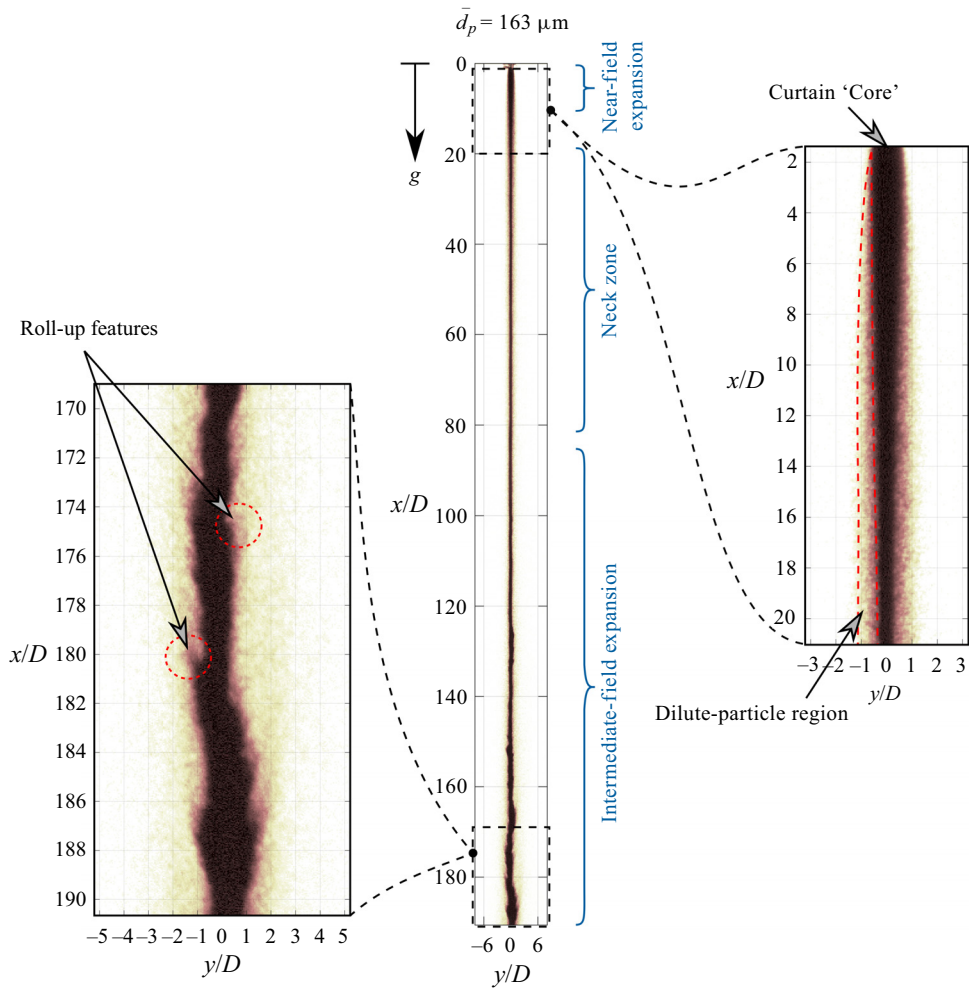 d̄p = 163 μm
0
20
40
60
80
100
120
140
160
180
x/D
–6 0 6
y/D
g
Near-field
expansion
Neck zone
Intermediate-field expansion
Curtain ‘Core’
2
4
6
8
10
12
14
16
18
20
x/D
–3 –2 –1 0 1 2 3
y/D
Dilute-particle region
Roll-up features
170
172
174
176
178
180
182
184
186
188
190
x/D
–5 –4 –3 –2 –1 0 1 2 3 4 5
y/D